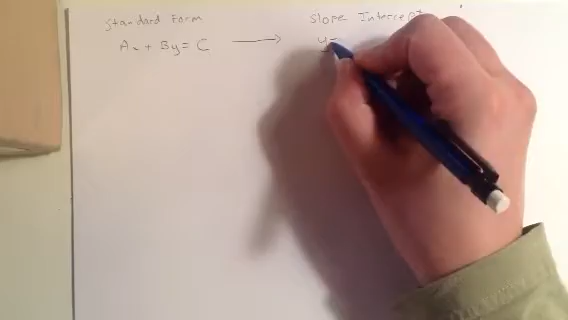 Standard Form
Slope Intercept
Ax + By = C
y=